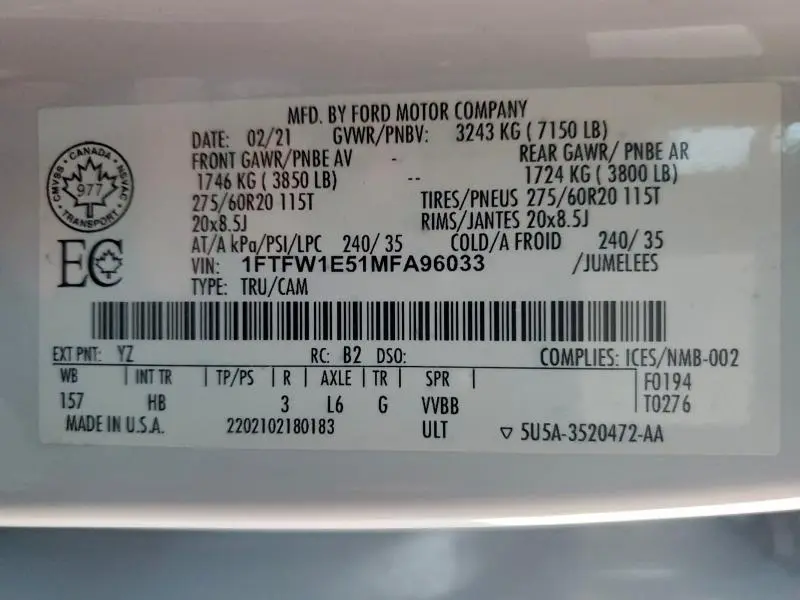 MFD. BY FORD MOTOR COMPANY
DATE: 02/21 GVWR/PNBV: 3243 KG ( 7150 LB)
FRONT GAWR/PNBE AV - REAR GAWR/ PNBE AR
1746 KG ( 3850 LB) -- 1724 KG ( 3800 LB)
275/60R20 115T TIRES/PNEUS 275/60R20 115T
20x8.5J RIMS/JANTES 20x8.5J
AT/A kPa/PSI/LPC 240/ 35 COLD/A FROID 240/ 35
VIN: 1FTFW1E51MFA96033 /JUMELEES
TYPE: TRU/CAM
CANADA
CMVSS 977 NSVAC
TRANSPORT
EC
EXT PNT: YZ RC: B2 DSO: COMPLIES: ICES/NMB-002
WB | INT TR | TP/PS | R | AXLE | TR | SPR | F0194
157 HB 3 L6 G VVBB T0276
MADE IN U.S.A. 2202102180183 ULT ▽ 5U5A-3520472-AA